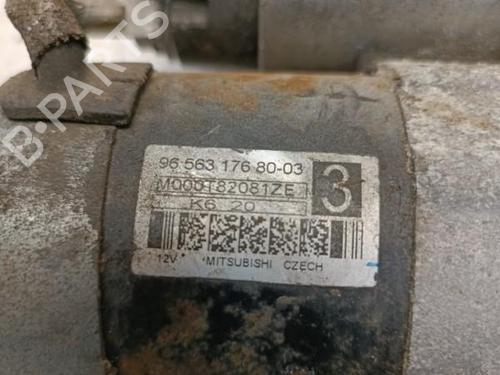 B-PARTS
96 563 176 80-03
M000T82081ZE
3
K6 20
12V MITSUBISHI CZECH